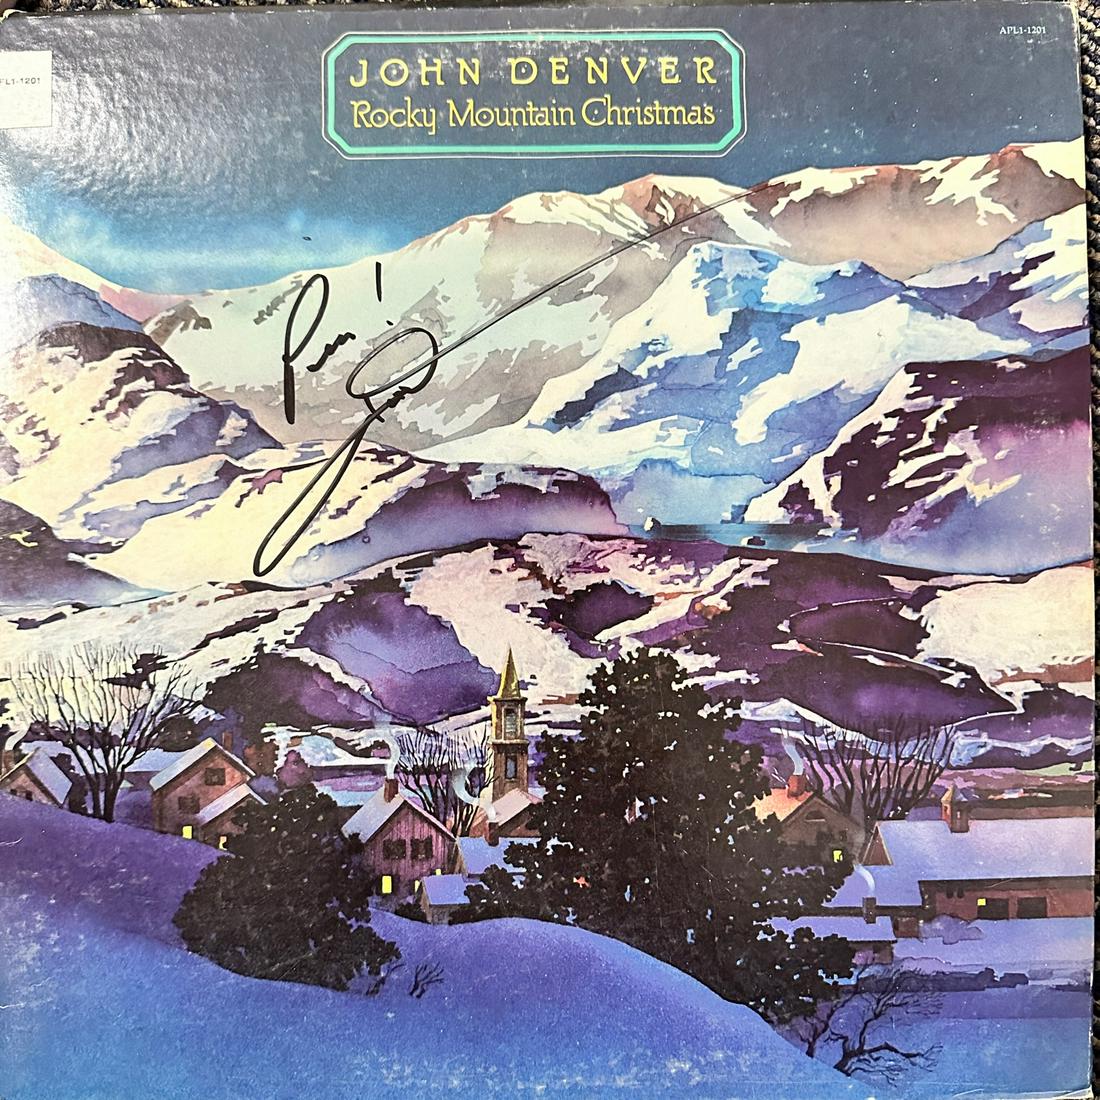 APL1-1201
JOHN DENVER
Rocky Mountain Christmas
FL1-1201